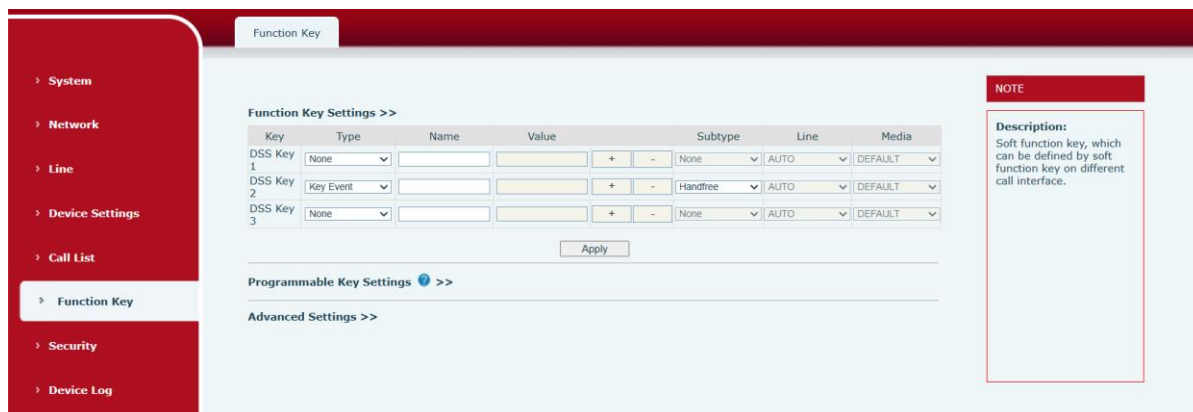 Function Key
System
Network
Line
Device Settings
Call List
Function Key
Security
Device Log
Function Key Settings >>
Key Type Name Value Subtype Line Media
DSS Key 1 None + - None AUTO DEFAULT
DSS Key 2 Key Event + - Handfree AUTO DEFAULT
DSS Key 3 None + - None AUTO DEFAULT
Apply
Programmable Key Settings ? >>
Advanced Settings >>
NOTE
Description:
Soft function key, which
can be defined by soft
function key on different
call interface.